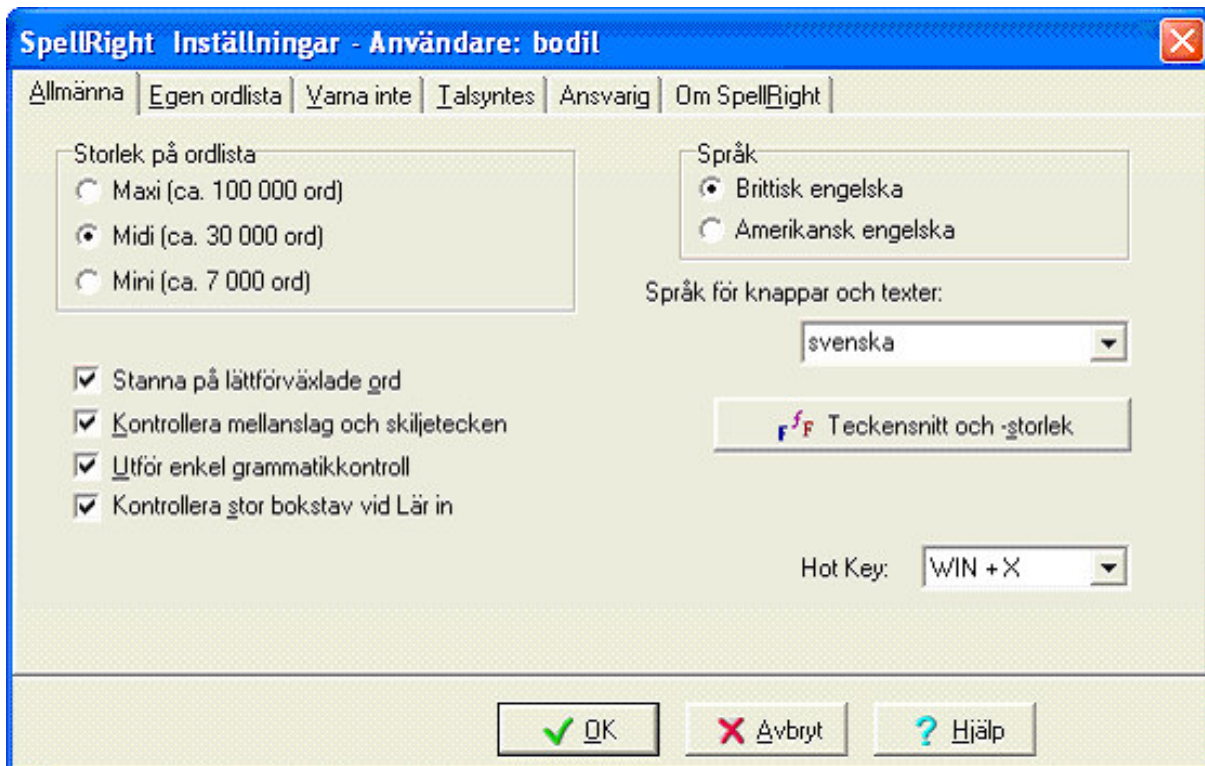 SpellRight Inställningar - Användare: bodil
Allmänna Egen ordlista Varna inte Talsyntes Ansvarig Om SpellRight
Storlek på ordlista
Maxi (ca. 100 000 ord)
Midi (ca. 30 000 ord)
Mini (ca. 7 000 ord)
Språk
Brittisk engelska
Amerikansk engelska
Språk för knappar och texter:
svenska
Stanna på lättförväxlade ord
Kontrollera mellanslag och skiljetecken
Utför enkel grammatikkontroll
Kontrollera stor bokstav vid Lär in
FfF Teckensnitt och -storlek
Hot Key: WIN + X
OK Avbryt ? Hjälp